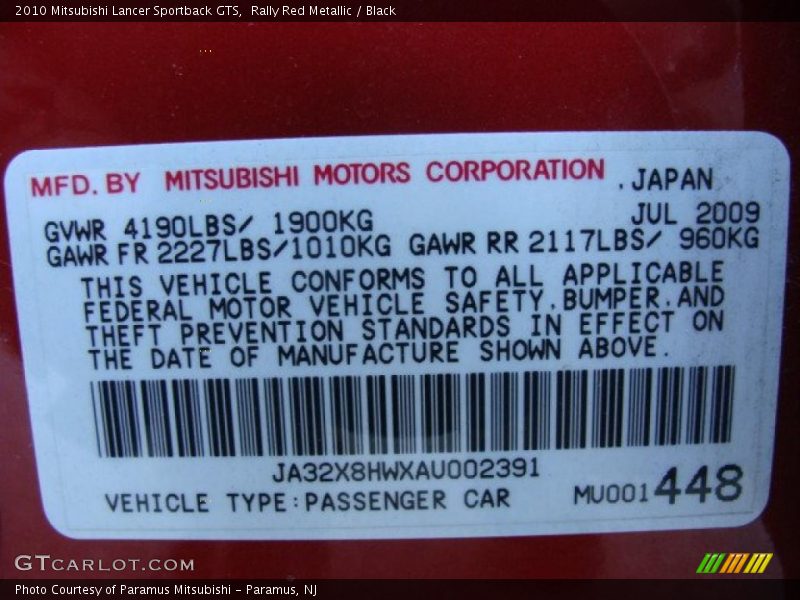 2010 Mitsubishi Lancer Sportback GTS,  Rally Red Metallic / Black
MFD. BY MITSUBISHI MOTORS CORPORATION .JAPAN
GVWR 4190LBS/ 1900KG JUL 2009
GAWR FR 2227LBS/1010KG GAWR RR 2117LBS/ 960KG
THIS VEHICLE CONFORMS TO ALL APPLICABLE
FEDERAL MOTOR VEHICLE SAFETY,BUMPER,AND
THEFT PREVENTION STANDARDS IN EFFECT ON
THE DATE OF MANUFACTURE SHOWN ABOVE.
JA32X8HWXAU002391
VEHICLE TYPE:PASSENGER CAR MU001448
GTCARLOT.COM
Photo Courtesy of Paramus Mitsubishi - Paramus, NJ